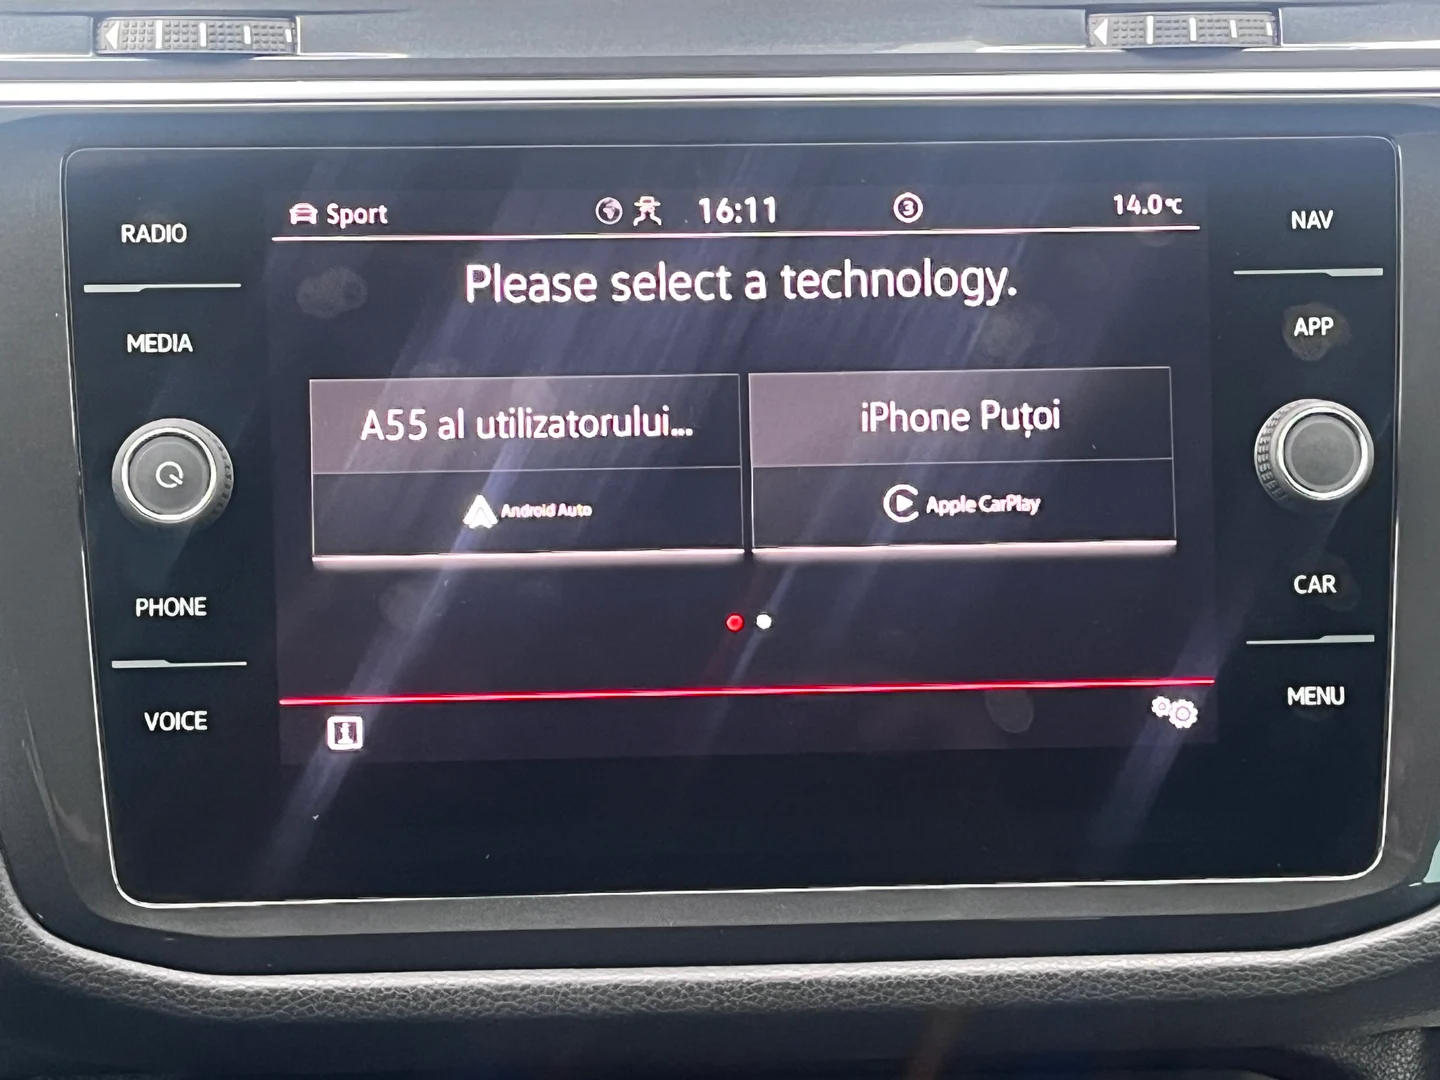 Sport 16:11 3 14.0°C
RADIO
NAV
Please select a technology.
MEDIA
APP
A55 al utilizatorului...
iPhone Puțoi
Android Auto
Apple CarPlay
PHONE
CAR
VOICE
MENU
i